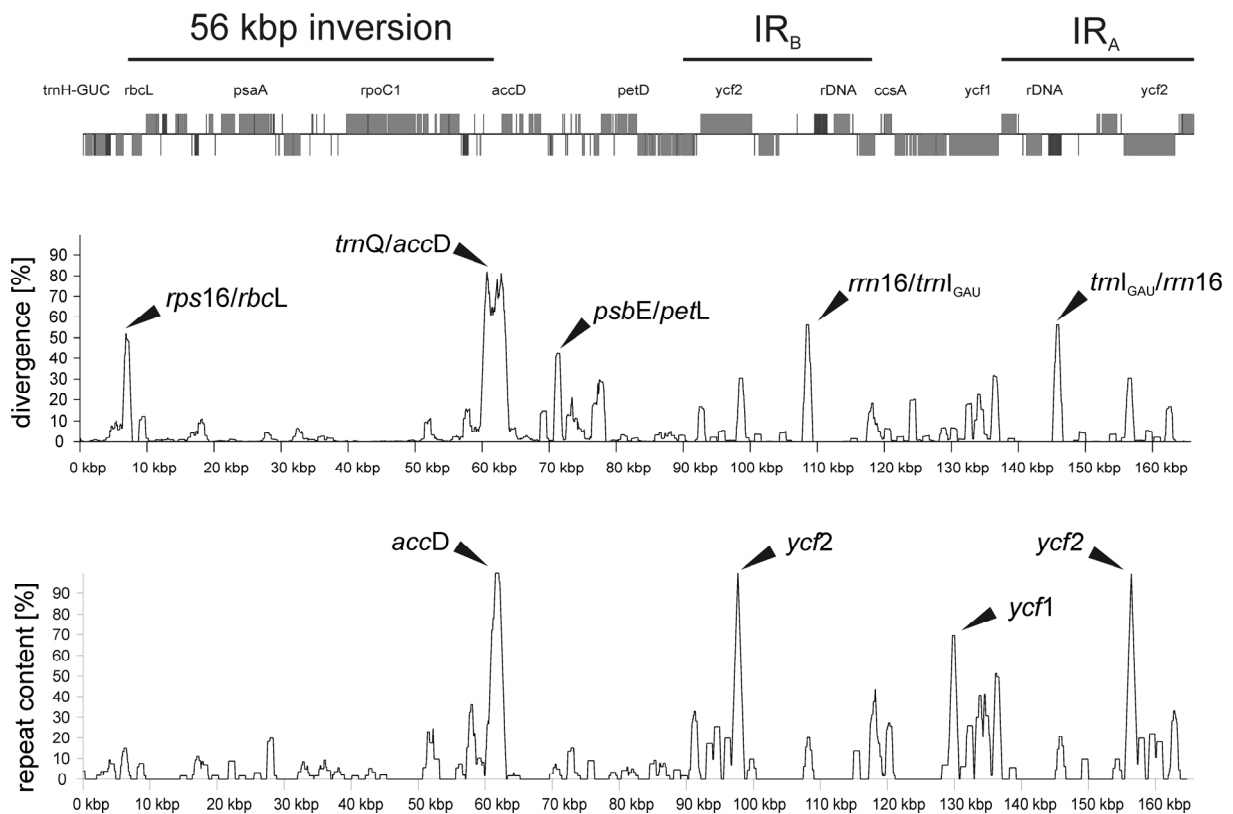 56 kbp inversion IRB IRA
trnH-GUC rbcL psaA rpoC1 accD petD ycf2 rDNA ccsA ycf1 rDNA ycf2
divergence [%]
90
80
70
60
50
40
30
20
10
0
trnQ/accD
rps16/rbcL
psbE/petL
rrn16/trnIGAU
trnIGAU/rrn16
0 kbp 10 kbp 20 kbp 30 kbp 40 kbp 50 kbp 60 kbp 70 kbp 80 kbp 90 kbp 100 kbp 110 kbp 120 kbp 130 kbp 140 kbp 150 kbp 160 kbp
repeat content [%]
90
80
70
60
50
40
30
20
10
0
accD
ycf2
ycf1
ycf2
0 kbp 10 kbp 20 kbp 30 kbp 40 kbp 50 kbp 60 kbp 70 kbp 80 kbp 90 kbp 100 kbp 110 kbp 120 kbp 130 kbp 140 kbp 150 kbp 160 kbp